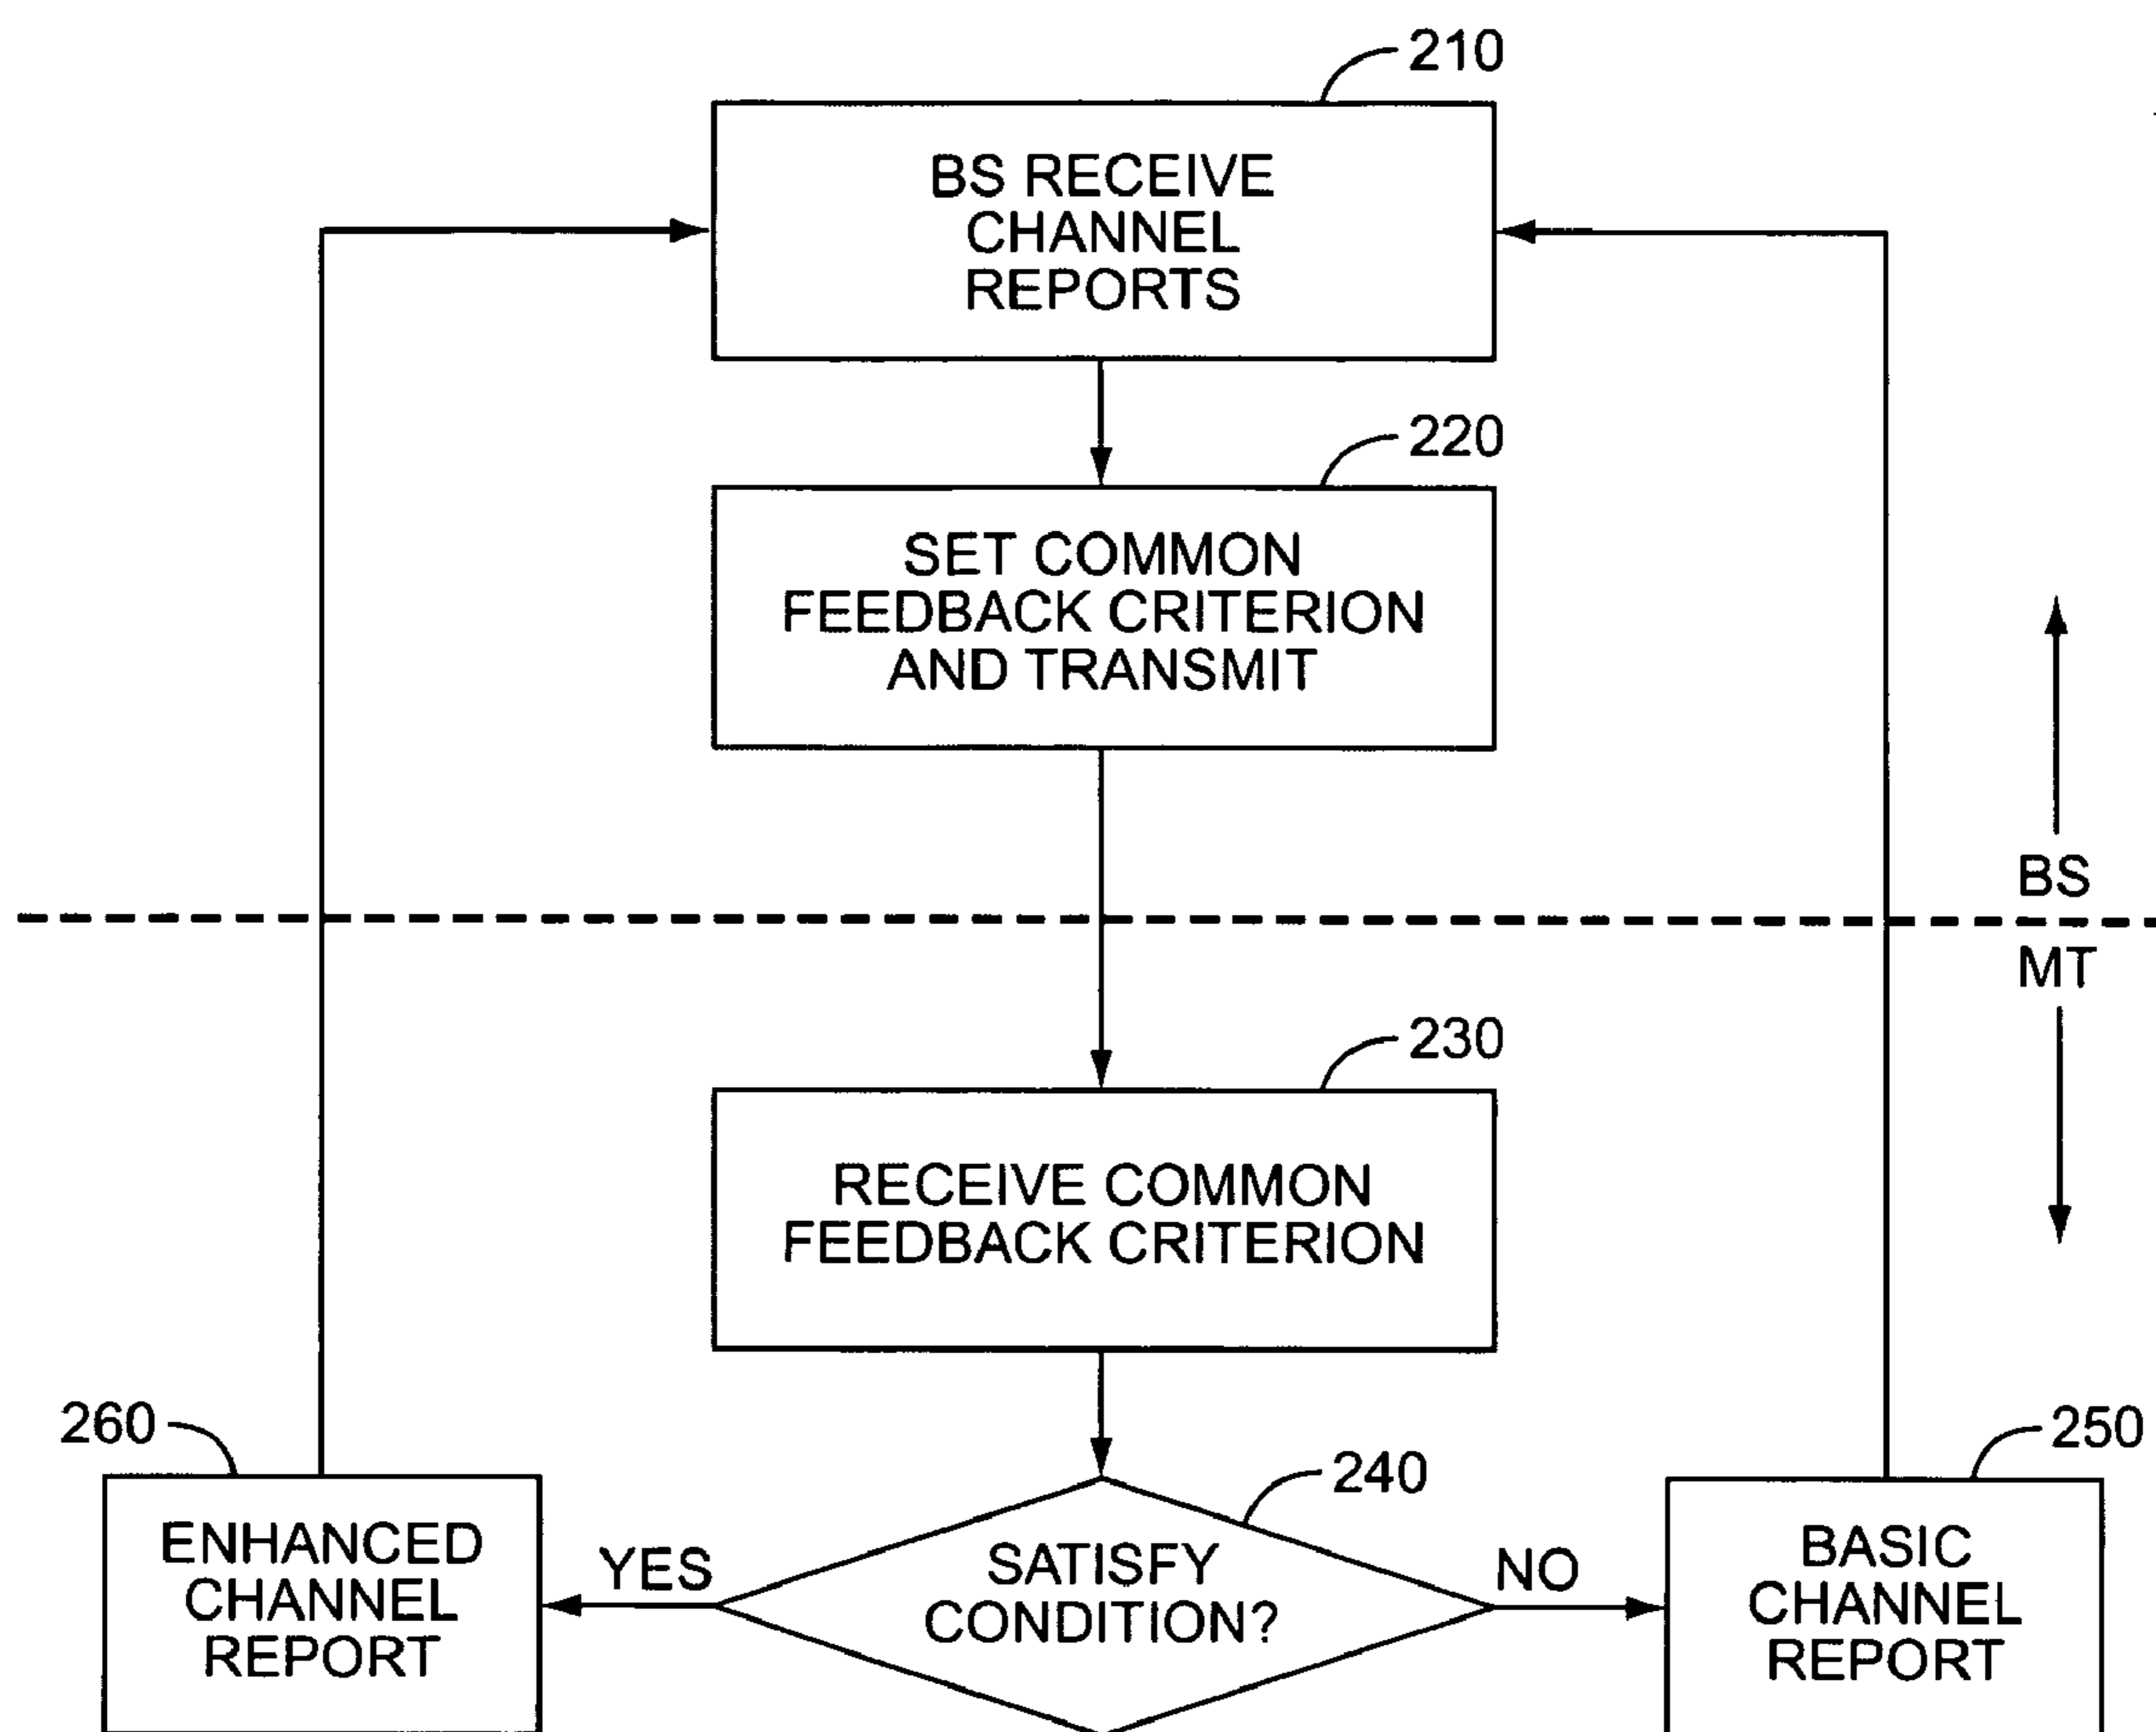 210
BS RECEIVE
CHANNEL
REPORTS
220
SET COMMON
FEEDBACK CRITERION
AND TRANSMIT
BS
MT
230
RECEIVE COMMON
FEEDBACK CRITERION
260
240
250
ENHANCED
CHANNEL
REPORT
YES
SATISFY
CONDITION?
NO
BASIC
CHANNEL
REPORT